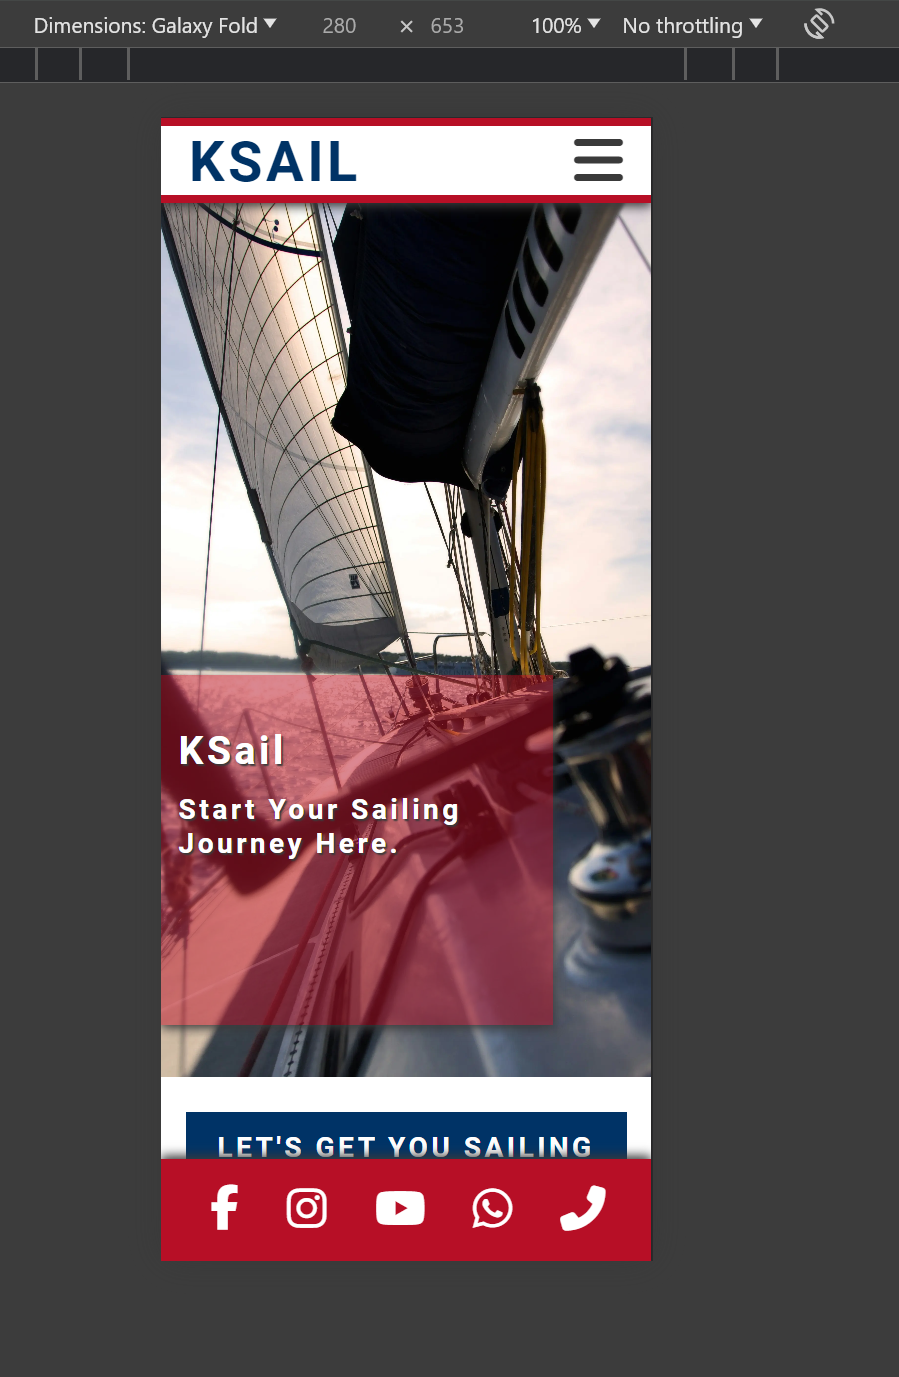 Dimensions: Galaxy Fold 280 × 653 100% No throttling
KSAIL
KSail
Start Your Sailing
Journey Here.
LET'S GET YOU SAILING